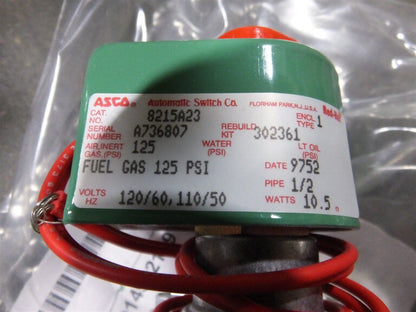 ASCO. Automatic Switch Co. FLORHAM PARK, N.J., U.S.A.
CAT. NO. 8215A23 ENCL. TYPE 1
SERIAL NUMBER A736807 REBUILD KIT 302361
AIR,INERT GAS,(PSI) 125 WATER (PSI) LT OIL (PSI)
FUEL GAS 125 PSI DATE 9752
PIPE 1/2
VOLTS HZ 120/60,110/50 WATTS 10.5